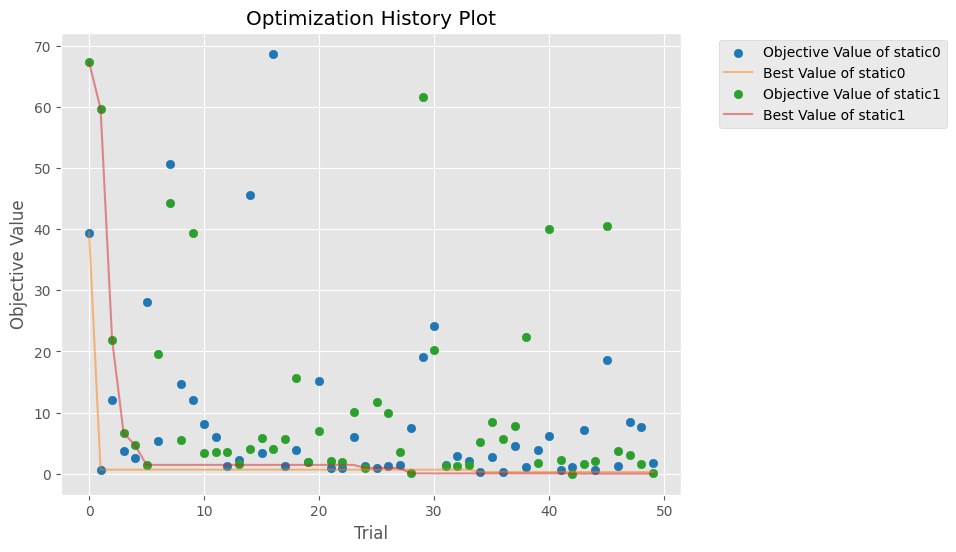 Optimization History Plot
Objective Value of static0
Best Value of static0
Objective Value of static1
Best Value of static1
Objective Value
70
60
50
40
30
20
10
0
0 10 20 30 40 50
Trial